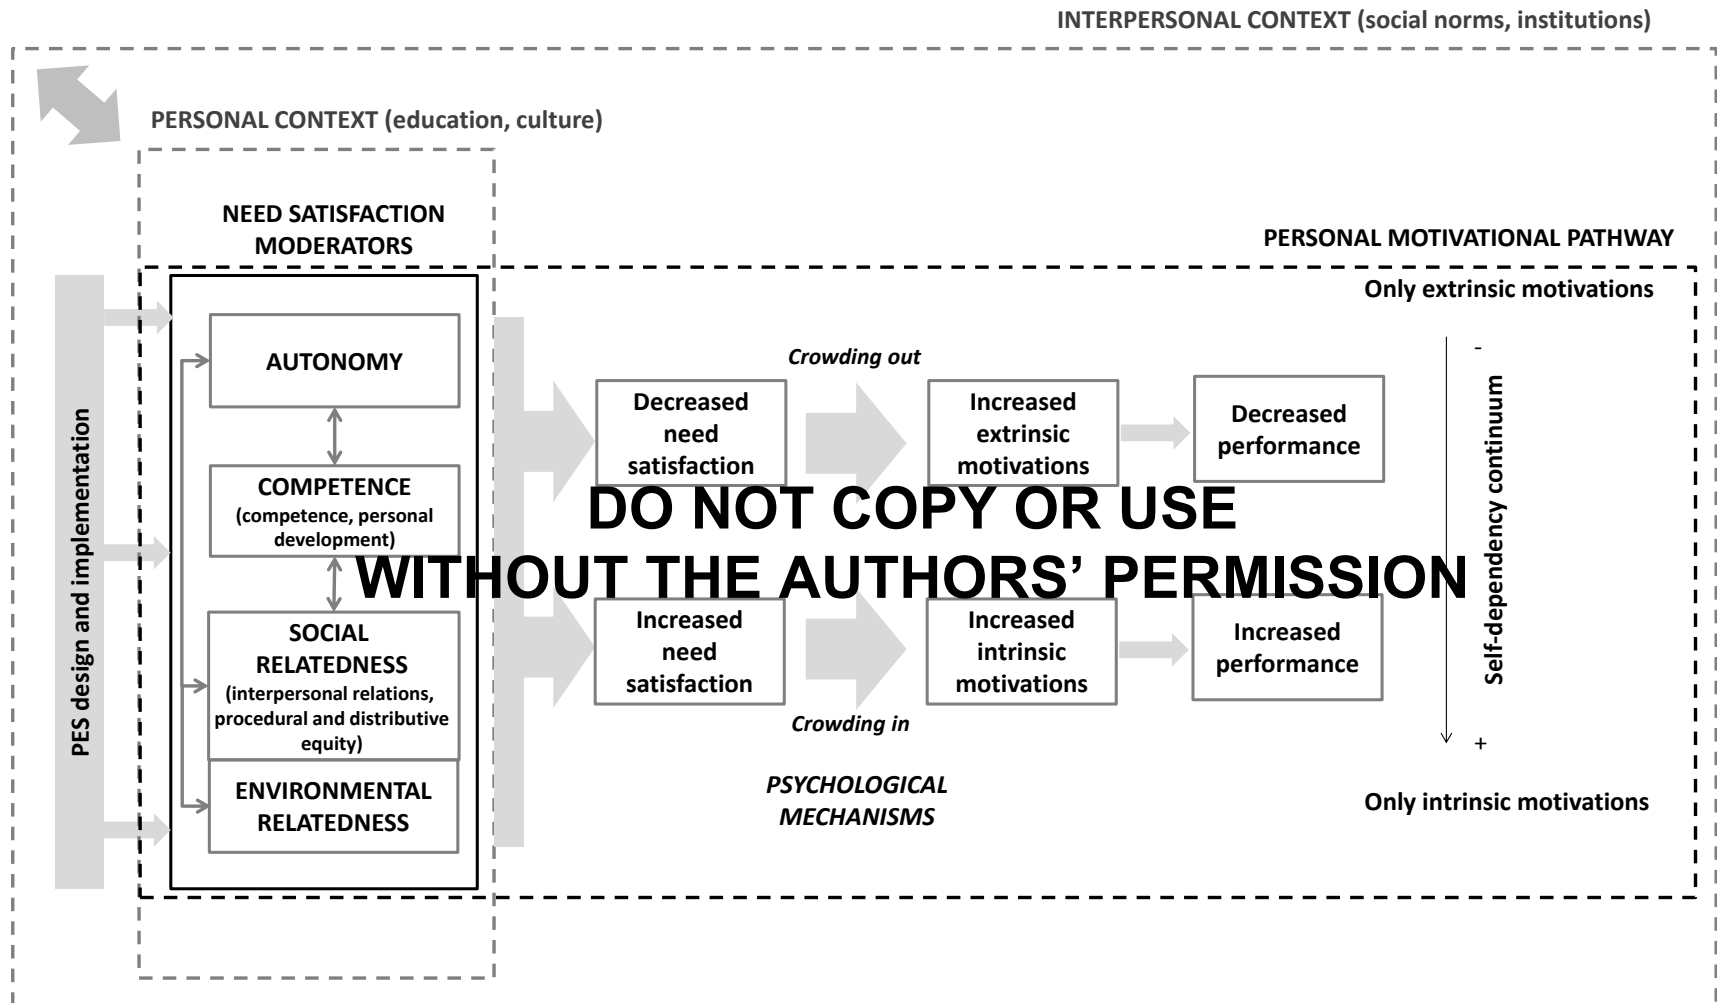 INTERPERSONAL CONTEXT (social norms, institutions)
PERSONAL CONTEXT (education, culture)
NEED SATISFACTION
MODERATORS
PERSONAL MOTIVATIONAL PATHWAY
PES design and implementation
AUTONOMY
COMPETENCE
(competence, personal
development)
SOCIAL
RELATEDNESS
(interpersonal relations,
procedural and distributive
equity)
ENVIRONMENTAL
RELATEDNESS
Decreased
need
satisfaction
Crowding out
Increased
extrinsic
motivations
Decreased
performance
DO NOT COPY OR USE
WITHOUT THE AUTHORS’ PERMISSION
Increased
need
satisfaction
Crowding in
Increased
intrinsic
motivations
Increased
performance
PSYCHOLOGICAL
MECHANISMS
Only extrinsic motivations
-
Self-dependency continuum
+
Only intrinsic motivations